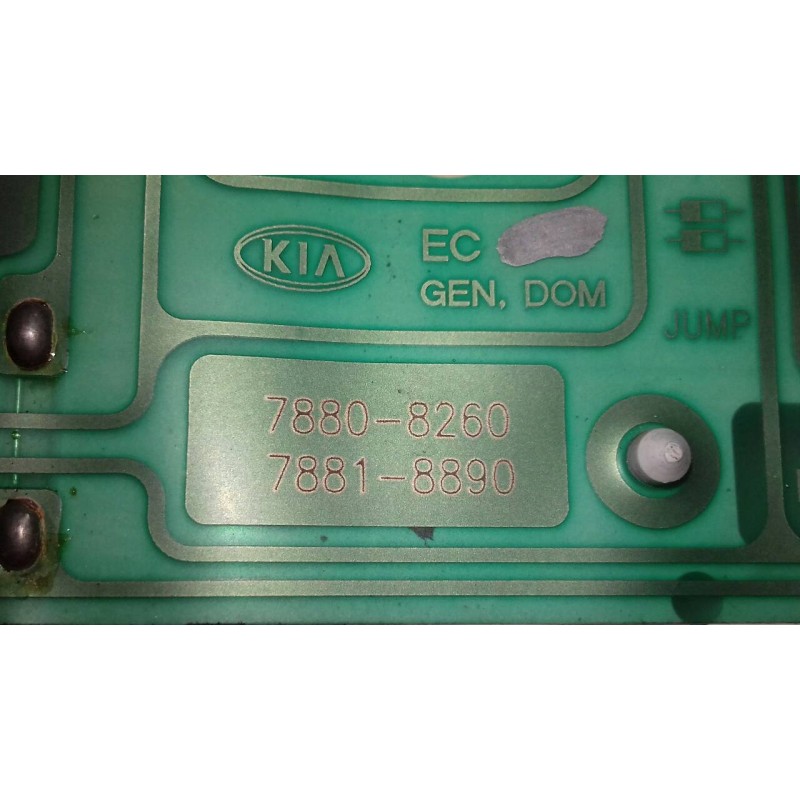 KIA
EC
GEN, DOM
JUMP
7880-8260
7881-8890